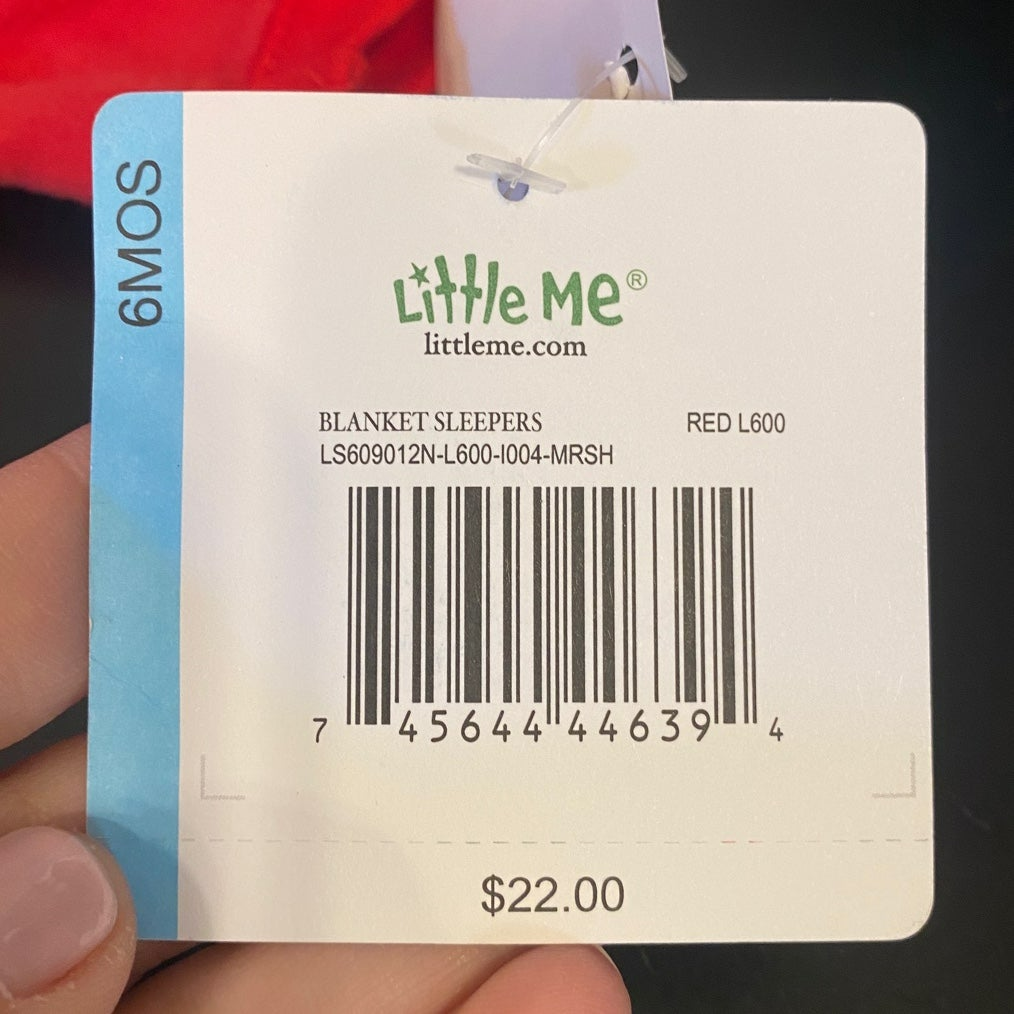 6MOS
Little Me®
littleme.com
BLANKET SLEEPERS RED L600
LS609012N-L600-I004-MRSH
7 45644 44639 4
$22.00